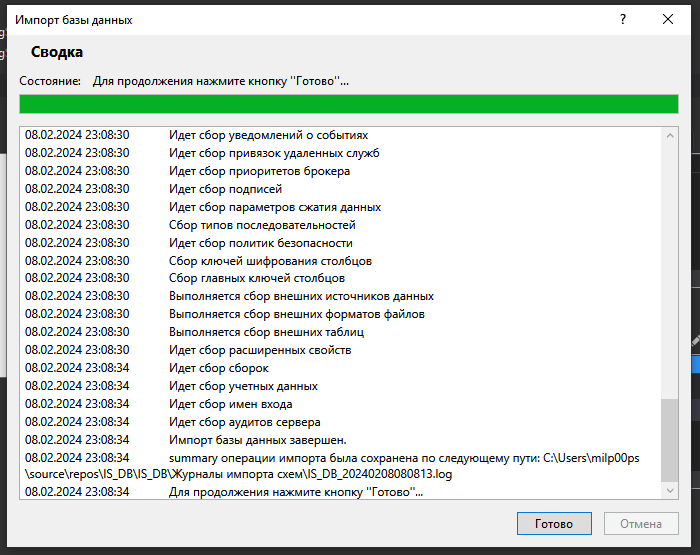 Импорт базы данных
?
Сводка
Состояние: Для продолжения нажмите кнопку "Готово"...
08.02.2024 23:08:30 Идет сбор уведомлений о событиях
08.02.2024 23:08:30 Идет сбор привязок удаленных служб
08.02.2024 23:08:30 Идет сбор приоритетов брокера
08.02.2024 23:08:30 Идет сбор подписей
08.02.2024 23:08:30 Идет сбор параметров сжатия данных
08.02.2024 23:08:30 Сбор типов последовательностей
08.02.2024 23:08:30 Идет сбор политик безопасности
08.02.2024 23:08:30 Сбор ключей шифрования столбцов
08.02.2024 23:08:30 Сбор главных ключей столбцов
08.02.2024 23:08:30 Выполняется сбор внешних источников данных
08.02.2024 23:08:30 Выполняется сбор внешних форматов файлов
08.02.2024 23:08:30 Выполняется сбор внешних таблиц
08.02.2024 23:08:30 Идет сбор расширенных свойств
08.02.2024 23:08:34 Идет сбор сборок
08.02.2024 23:08:34 Идет сбор учетных данных
08.02.2024 23:08:34 Идет сбор имен входа
08.02.2024 23:08:34 Идет сбор аудитов сервера
08.02.2024 23:08:34 Импорт базы данных завершен.
08.02.2024 23:08:34 summary операции импорта была сохранена по следующему пути: C:\Users\milp00ps
\source\repos\IS_DB\IS_DB\Журналы импорта схем\IS_DB_20240208080813.log
08.02.2024 23:08:34 Для продолжения нажмите кнопку "Готово"...
Готово
Отмена